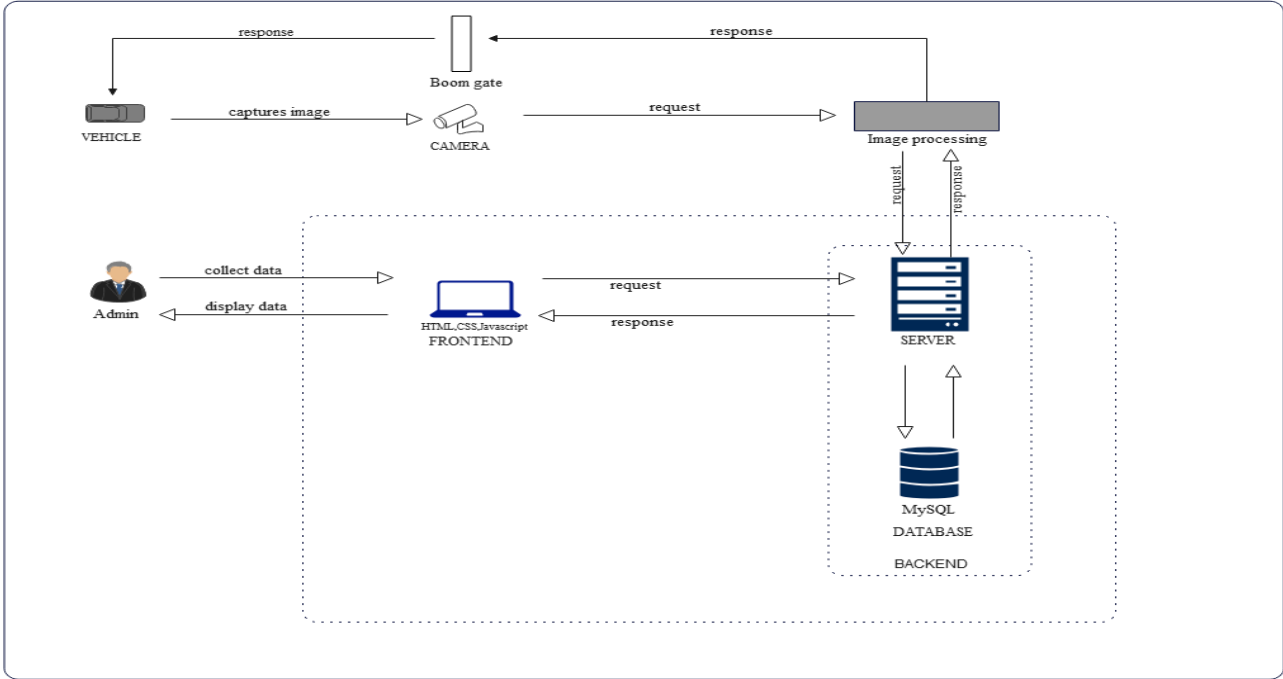 response
response
Boom gate
captures image
request
VEHICLE
CAMERA
Image processing
request
response
collect data
request
display data
response
Admin
HTML,CSS,Javascript
FRONTEND
SERVER
MySQL
DATABASE
BACKEND